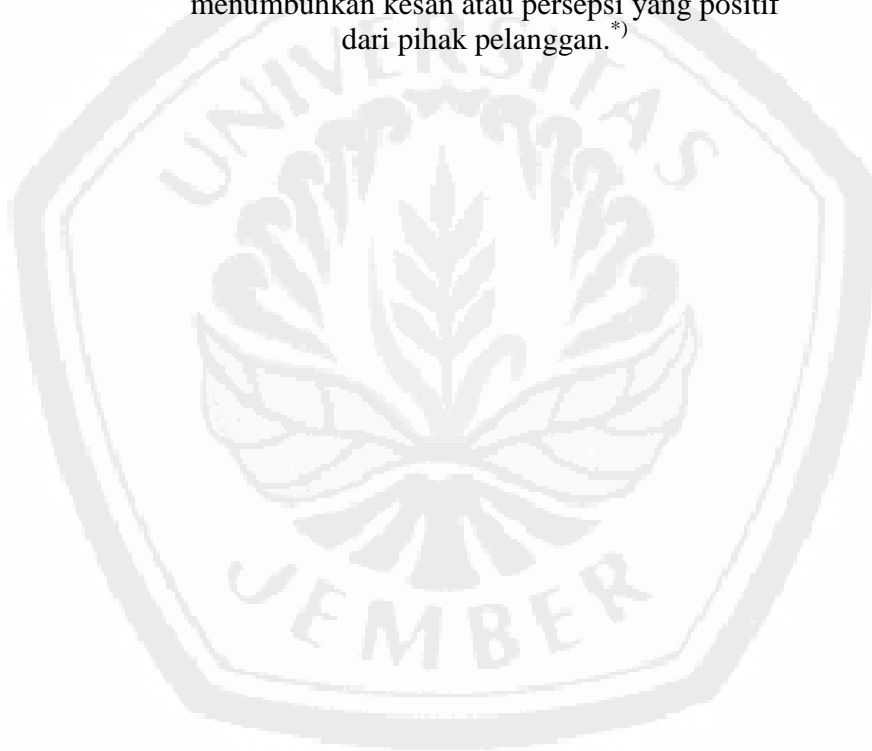 menumbuhkan kesan atau persepsi yang positif
dari pihak pelanggan.*)
UNIVERSITAS
JEMBER